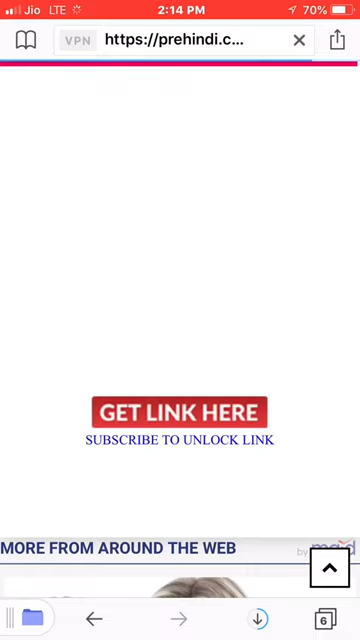 Jio LTE 2:14 PM 70%
VPN https://prehindi.c...
GET LINK HERE
SUBSCRIBE TO UNLOCK LINK
MORE FROM AROUND THE WEB
by
6